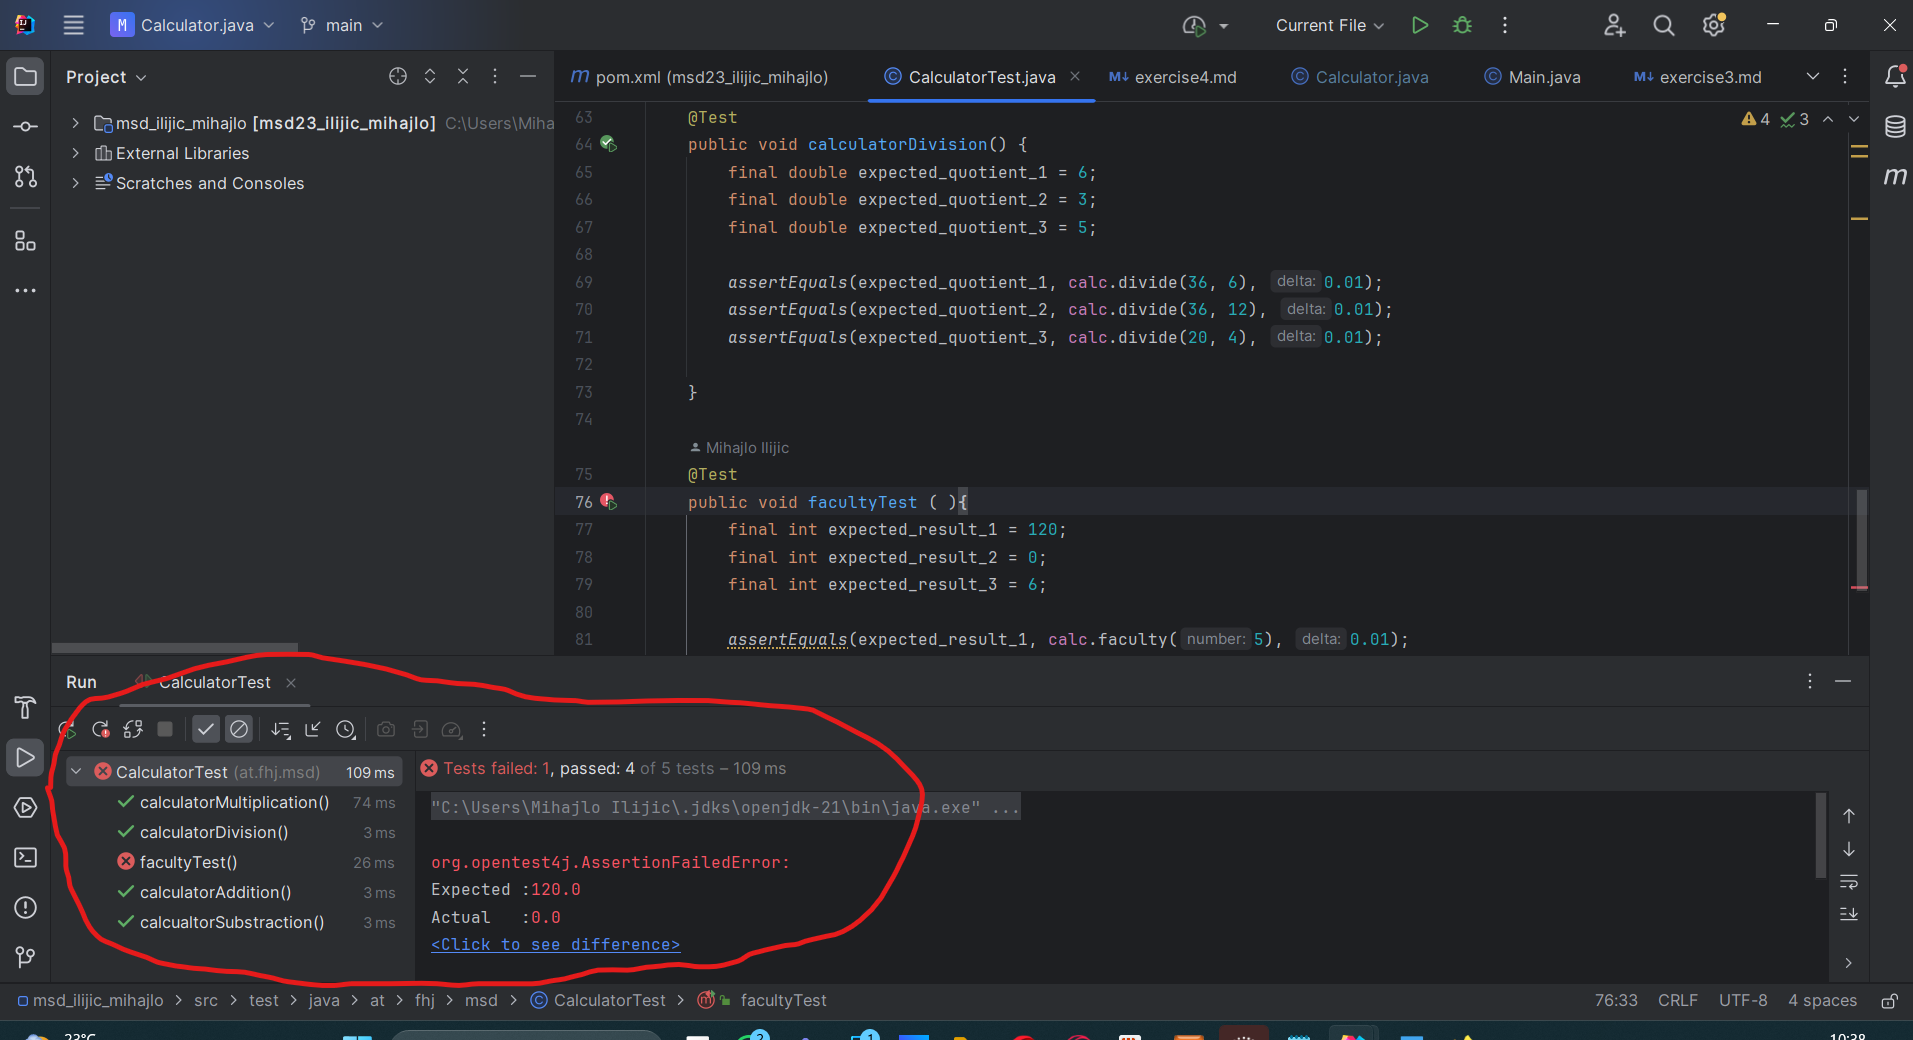 M Calculator.java main Current File
Project
pom.xml (msd23_ilijic_mihajlo) CalculatorTest.java exercise4.md Calculator.java Main.java exercise3.md
msd_ilijic_mihajlo [msd23_ilijic_mihajlo] C:\Users\Miha
External Libraries
Scratches and Consoles
4 3
63 @Test
64 public void calculatorDivision() {
65 final double expected_quotient_1 = 6;
66 final double expected_quotient_2 = 3;
67 final double expected_quotient_3 = 5;
68
69 assertEquals(expected_quotient_1, calc.divide(36, 6), delta: 0.01);
70 assertEquals(expected_quotient_2, calc.divide(36, 12), delta: 0.01);
71 assertEquals(expected_quotient_3, calc.divide(20, 4), delta: 0.01);
72
73 }
74
Mihajlo Ilijic
75 @Test
76 public void facultyTest ( ){
77 final int expected_result_1 = 120;
78 final int expected_result_2 = 0;
79 final int expected_result_3 = 6;
80
81 assertEquals(expected_result_1, calc.faculty( number: 5), delta: 0.01);
Run CalculatorTest
CalculatorTest (at.fhj.msd) 109 ms
calculatorMultiplication() 74 ms
calculatorDivision() 3 ms
facultyTest() 26 ms
calculatorAddition() 3 ms
calcualtorSubstraction() 3 ms
Tests failed: 1, passed: 4 of 5 tests – 109 ms
"C:\Users\Mihajlo Ilijic\.jdks\openjdk-21\bin\java.exe" ...
org.opentest4j.AssertionFailedError:
Expected :120.0
Actual :0.0
<Click to see difference>
msd_ilijic_mihajlo > src > test > java > at > fhj > msd > CalculatorTest > facultyTest
76:33 CRLF UTF-8 4 spaces
23°C
2
1
10:38